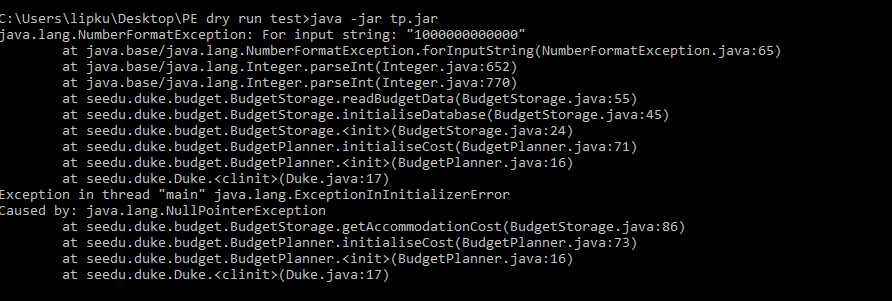 C:\Users\lipku\Desktop\PE dry run test>java -jar tp.jar
java.lang.NumberFormatException: For input string: "1000000000000"
        at java.base/java.lang.NumberFormatException.forInputString(NumberFormatException.java:65)
        at java.base/java.lang.Integer.parseInt(Integer.java:652)
        at java.base/java.lang.Integer.parseInt(Integer.java:770)
        at seedu.duke.budget.BudgetStorage.readBudgetData(BudgetStorage.java:55)
        at seedu.duke.budget.BudgetStorage.initialiseDatabase(BudgetStorage.java:45)
        at seedu.duke.budget.BudgetStorage.<init>(BudgetStorage.java:24)
        at seedu.duke.budget.BudgetPlanner.initialiseCost(BudgetPlanner.java:71)
        at seedu.duke.budget.BudgetPlanner.<init>(BudgetPlanner.java:16)
        at seedu.duke.Duke.<clinit>(Duke.java:17)
Exception in thread "main" java.lang.ExceptionInInitializerError
Caused by: java.lang.NullPointerException
        at seedu.duke.budget.BudgetStorage.getAccommodationCost(BudgetStorage.java:86)
        at seedu.duke.budget.BudgetPlanner.initialiseCost(BudgetPlanner.java:73)
        at seedu.duke.budget.BudgetPlanner.<init>(BudgetPlanner.java:16)
        at seedu.duke.Duke.<clinit>(Duke.java:17)